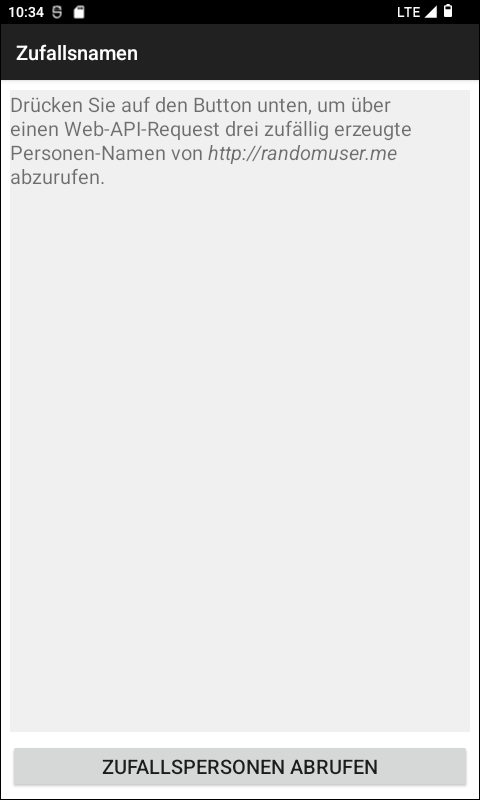 10:34 LTE
Zufallsnamen
Drücken Sie auf den Button unten, um über
einen Web-API-Request drei zufällig erzeugte
Personen-Namen von http://randomuser.me
abzurufen.
ZUFALLSPERSONEN ABRUFEN